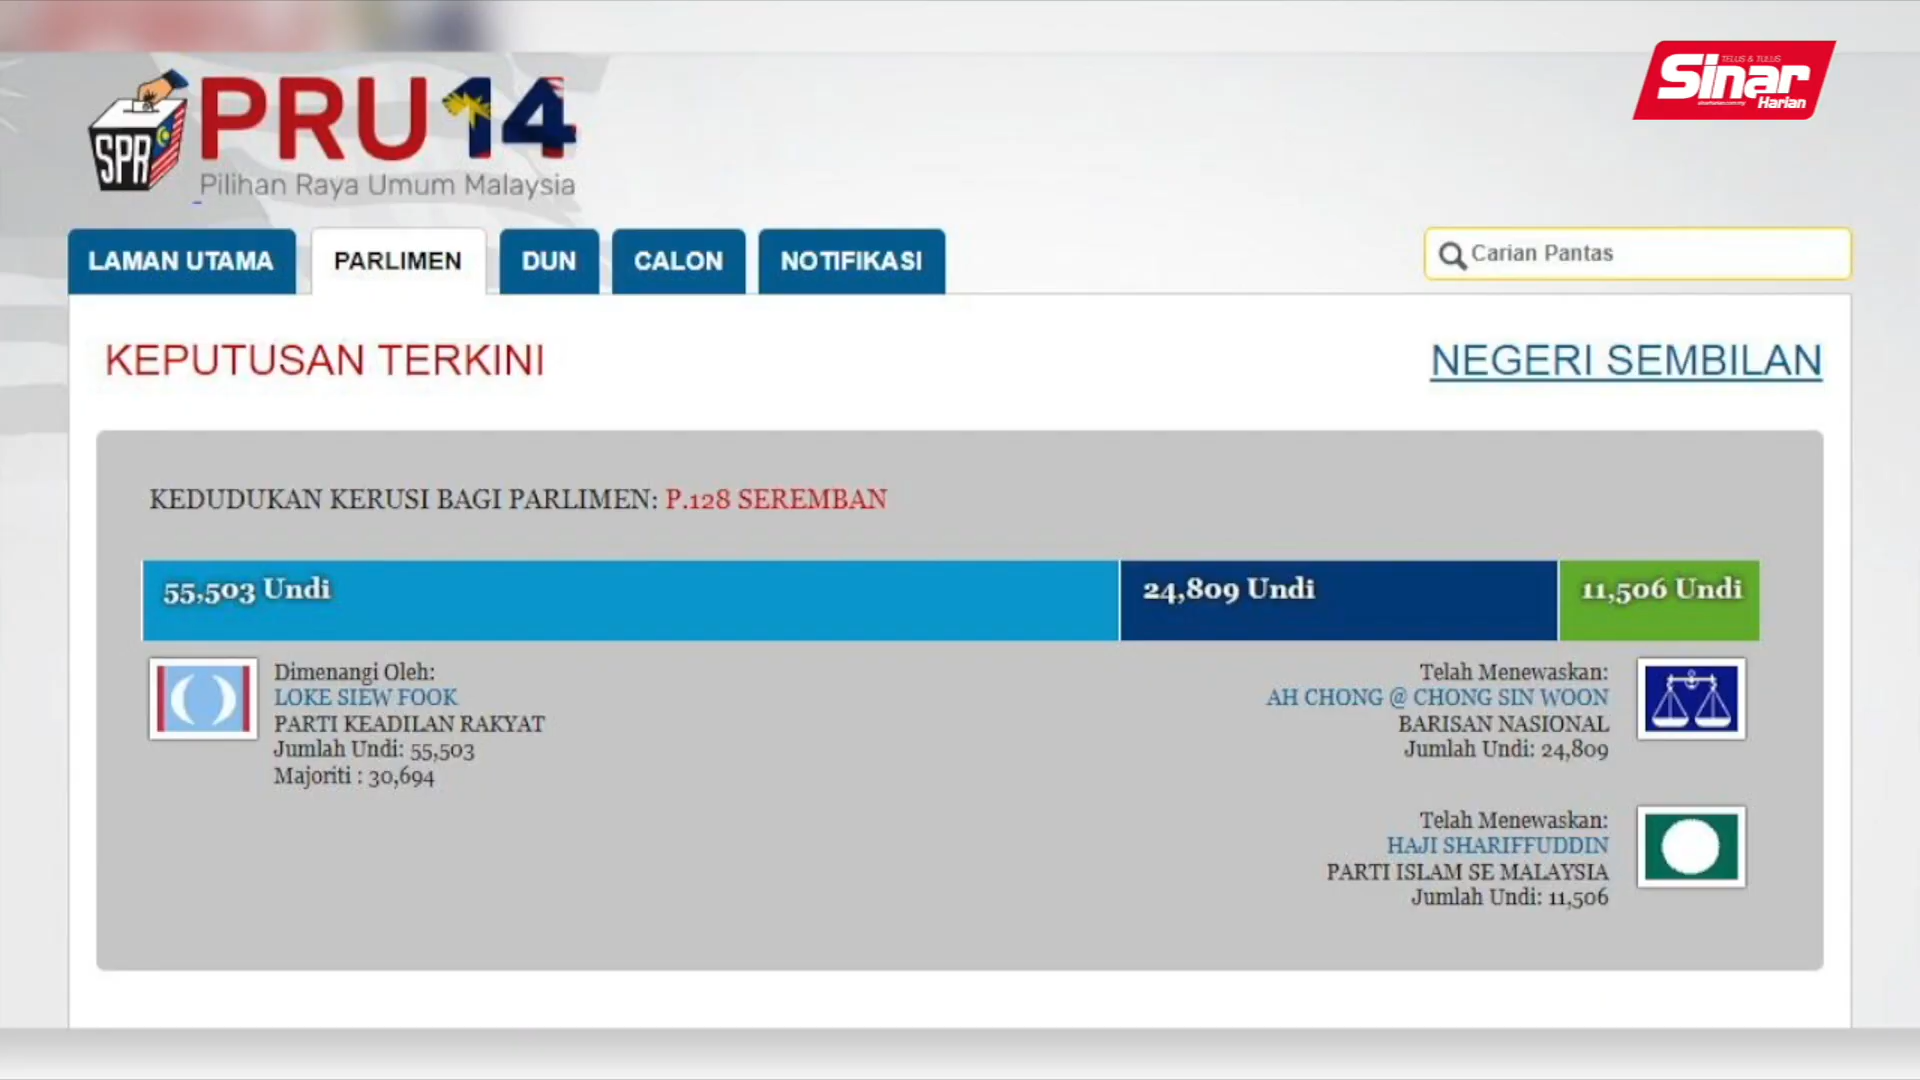 TELUS & TULUS
Sinar
Harian
SPR
PRU14
Pilihan Raya Umum Malaysia
LAMAN UTAMA
PARLIMEN
DUN
CALON
NOTIFIKASI
Carian Pantas
KEPUTUSAN TERKINI
NEGERI SEMBILAN
KEDUDUKAN KERUSI BAGI PARLIMEN: P.128 SEREMBAN
55,503 Undi
24,809 Undi
11,506 Undi
Dimenangi Oleh:
LOKE SIEW FOOK
PARTI KEADILAN RAKYAT
Jumlah Undi: 55,503
Majoriti : 30,694
Telah Menewaskan:
AH CHONG @ CHONG SIN WOON
BARISAN NASIONAL
Jumlah Undi: 24,809
Telah Menewaskan:
HAJI SHARIFFUDDIN
PARTI ISLAM SE MALAYSIA
Jumlah Undi: 11,506